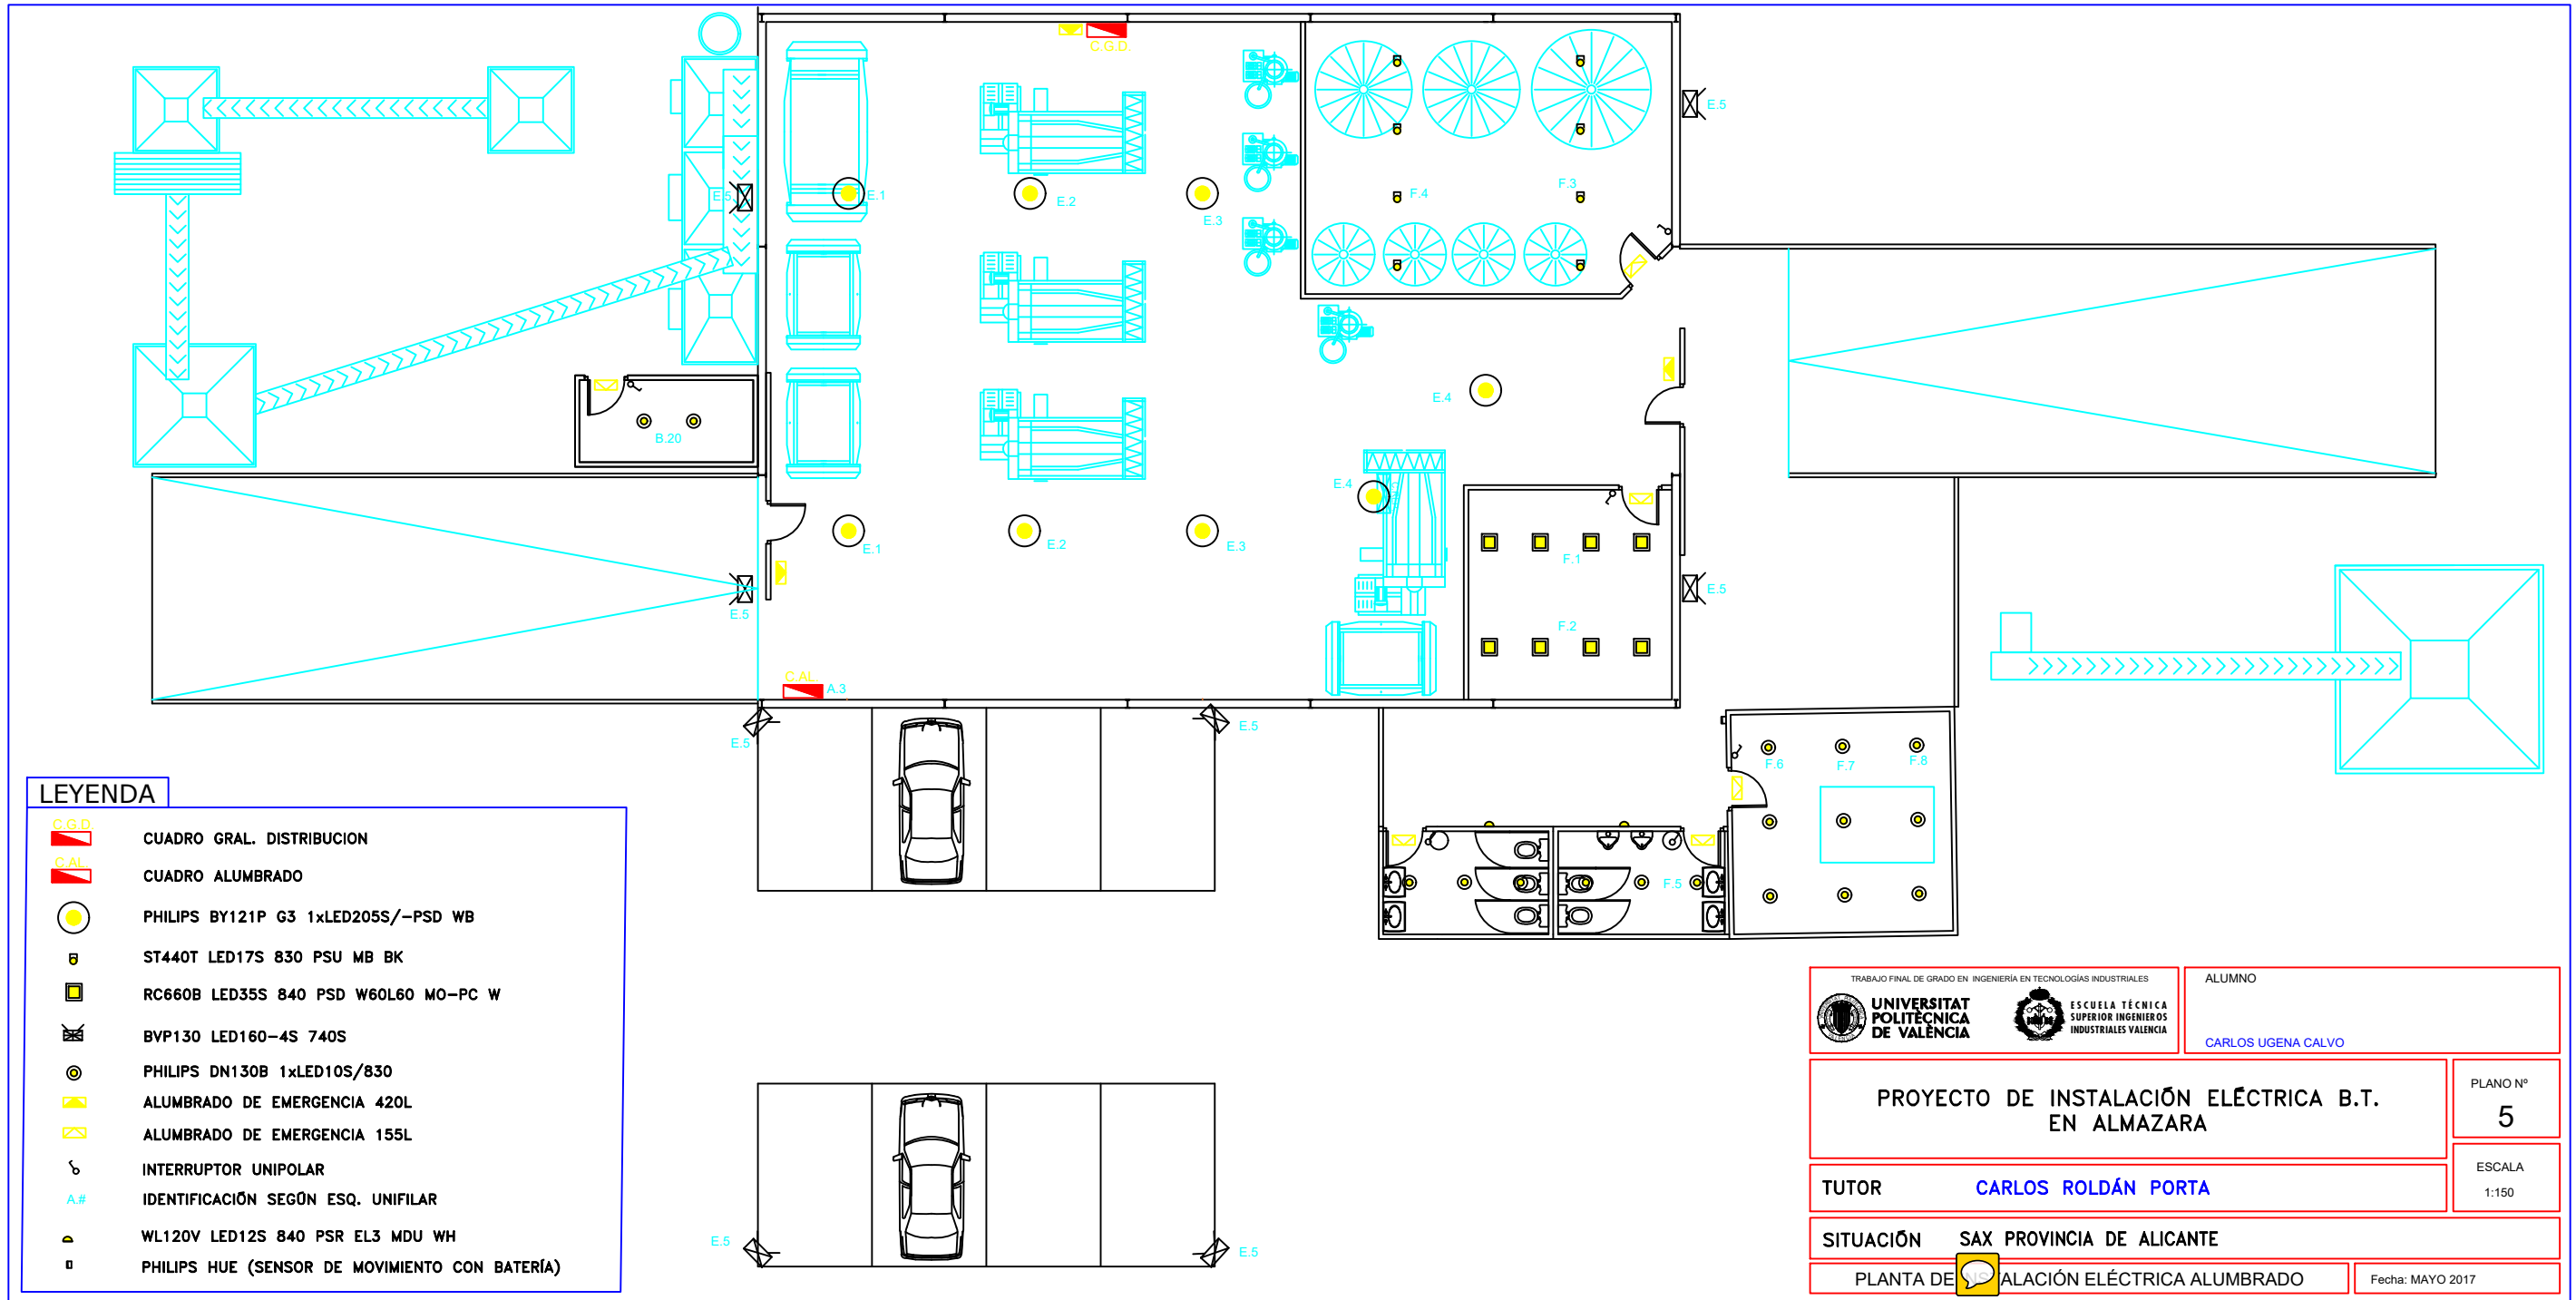 C.G.D.
E.5
E.5
E.1
E.2
E.3
F.4
F.3
E.4
B.20
E.4
E.1
E.2
E.3
F.1
E.5
E.5
F.2
C.AL.
A.3
E.5
E.5
F.6
F.7
F.8
F.5
E.5
E.5
LEYENDA
C.G.D.
CUADRO GRAL. DISTRIBUCION
C.AL.
CUADRO ALUMBRADO
PHILIPS BY121P G3 1xLED205S/-PSD WB
ST440T LED17S 830 PSU MB BK
RC660B LED35S 840 PSD W60L60 MO-PC W
BVP130 LED160-4S 740S
PHILIPS DN130B 1xLED10S/830
ALUMBRADO DE EMERGENCIA 420L
ALUMBRADO DE EMERGENCIA 155L
INTERRUPTOR UNIPOLAR
A.#
IDENTIFICACIÓN SEGÚN ESQ. UNIFILAR
WL120V LED12S 840 PSR EL3 MDU WH
PHILIPS HUE (SENSOR DE MOVIMIENTO CON BATERÍA)
TRABAJO FINAL DE GRADO EN INGENIERÍA EN TECNOLOGÍAS INDUSTRIALES
UNIVERSITAT
POLITÈCNICA
DE VALÈNCIA
ESCUELA TÉCNICA
SUPERIOR INGENIEROS
INDUSTRIALES VALENCIA
ALUMNO
CARLOS UGENA CALVO
PROYECTO DE INSTALACIÓN ELÉCTRICA B.T.
EN ALMAZARA
PLANO Nº
5
ESCALA
1:150
TUTOR CARLOS ROLDÁN PORTA
SITUACIÓN SAX PROVINCIA DE ALICANTE
PLANTA DE INSTALACIÓN ELÉCTRICA ALUMBRADO
Fecha: MAYO 2017